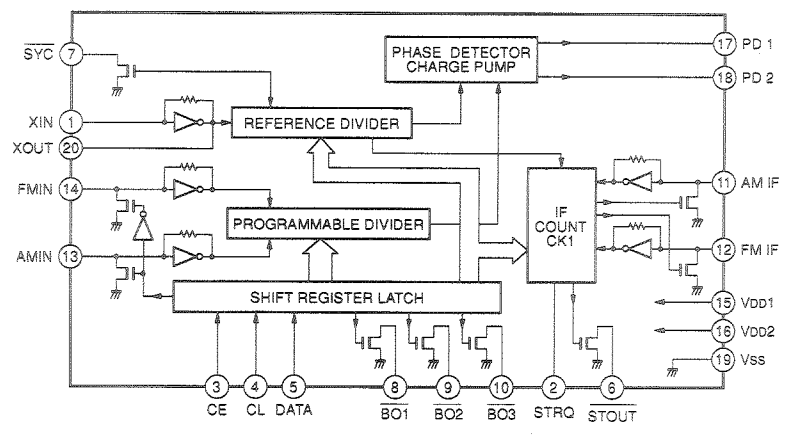 SYC 7
XIN 1
XOUT 20
FMIN 14
AMIN 13
PHASE DETECTOR
CHARGE PUMP
REFERENCE DIVIDER
PROGRAMMABLE DIVIDER
SHIFT REGISTER LATCH
IF
COUNT
CK1
17 PD 1
18 PD 2
11 AM IF
12 FM IF
15 VDD1
16 VDD2
19 VSS
3 4 5 8 9 10 2 6
CE CL DATA BO1 BO2 BO3 STRQ STOUT